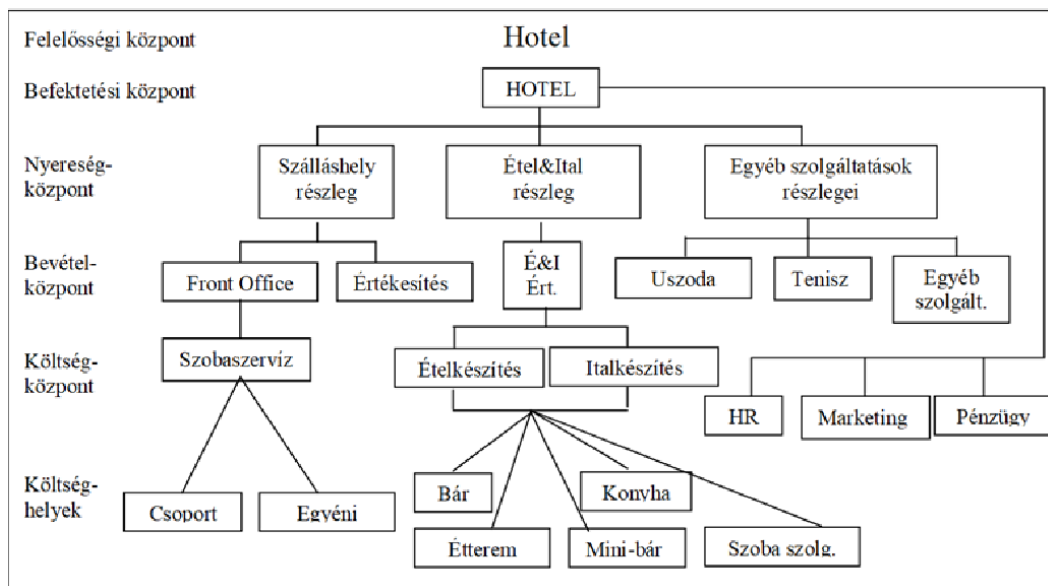 Felelősségi központ
Hotel
Befektetési központ
HOTEL
Nyereség-
központ
Szálláshely
részleg
Étel&Ital
részleg
Egyéb szolgáltatások
részlegei
Bevétel-
központ
Front Office
Értékesítés
É&I
Ért.
Uszoda
Tenisz
Egyéb
szolgált.
Költség-
központ
Szobaszervíz
Ételkészítés
Italkészítés
HR
Marketing
Pénzügy
Költség-
helyek
Csoport
Egyéni
Bár
Konyha
Étterem
Mini-bár
Szoba szolg.